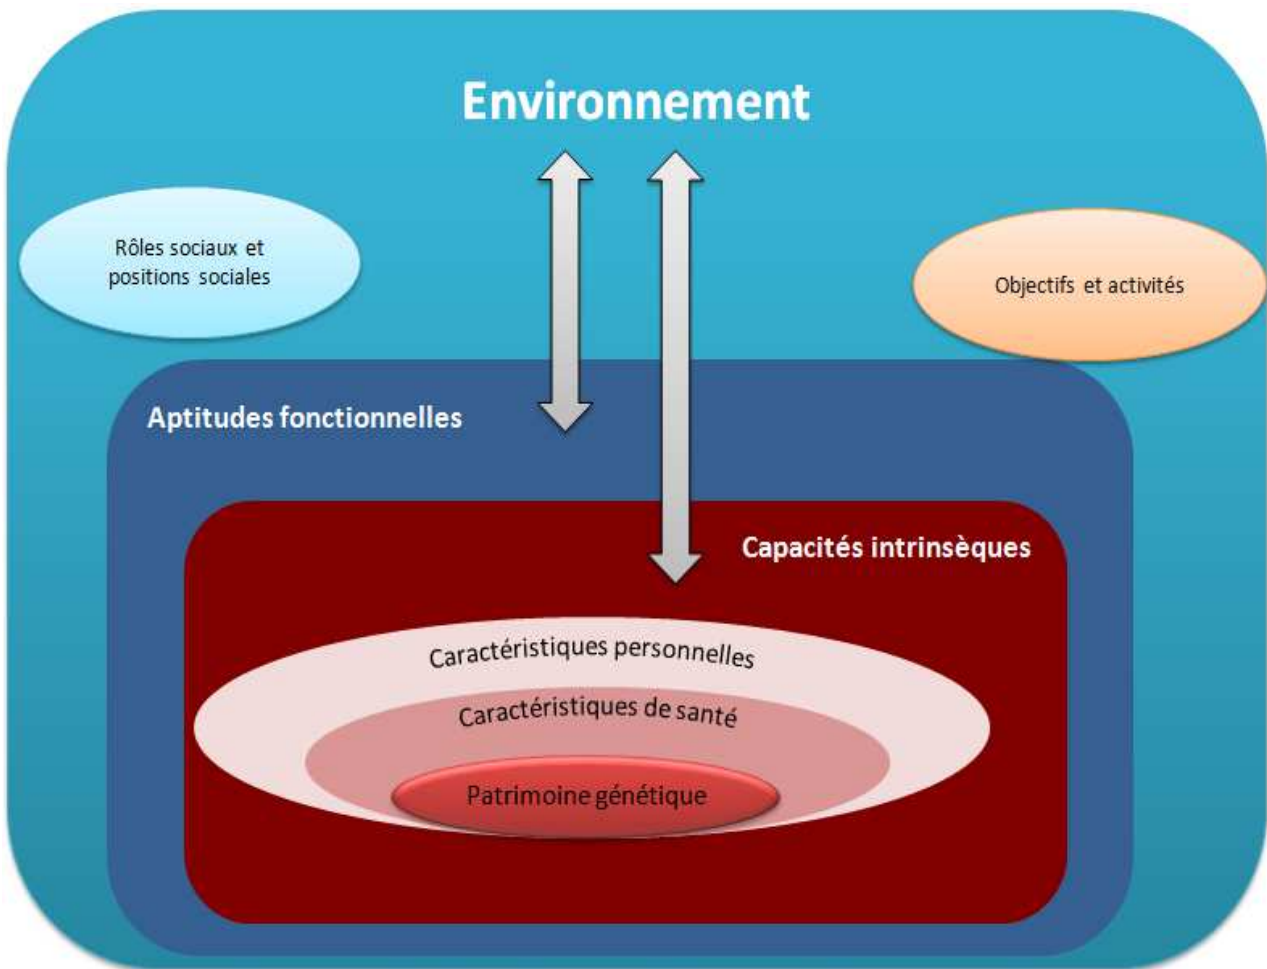 Environnement
Rôles sociaux et
positions sociales
Objectifs et activités
Aptitudes fonctionnelles
Capacités intrinsèques
Caractéristiques personnelles
Caractéristiques de santé
Patrimoine génétique